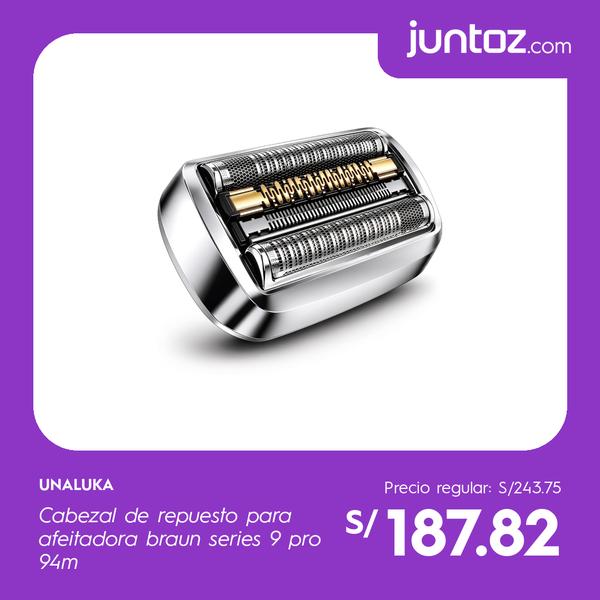 juntoz.com
UNALUKA
Cabezal de repuesto para
afeitadora braun series 9 pro
94m
Precio regular: S/243.75
S/187.82